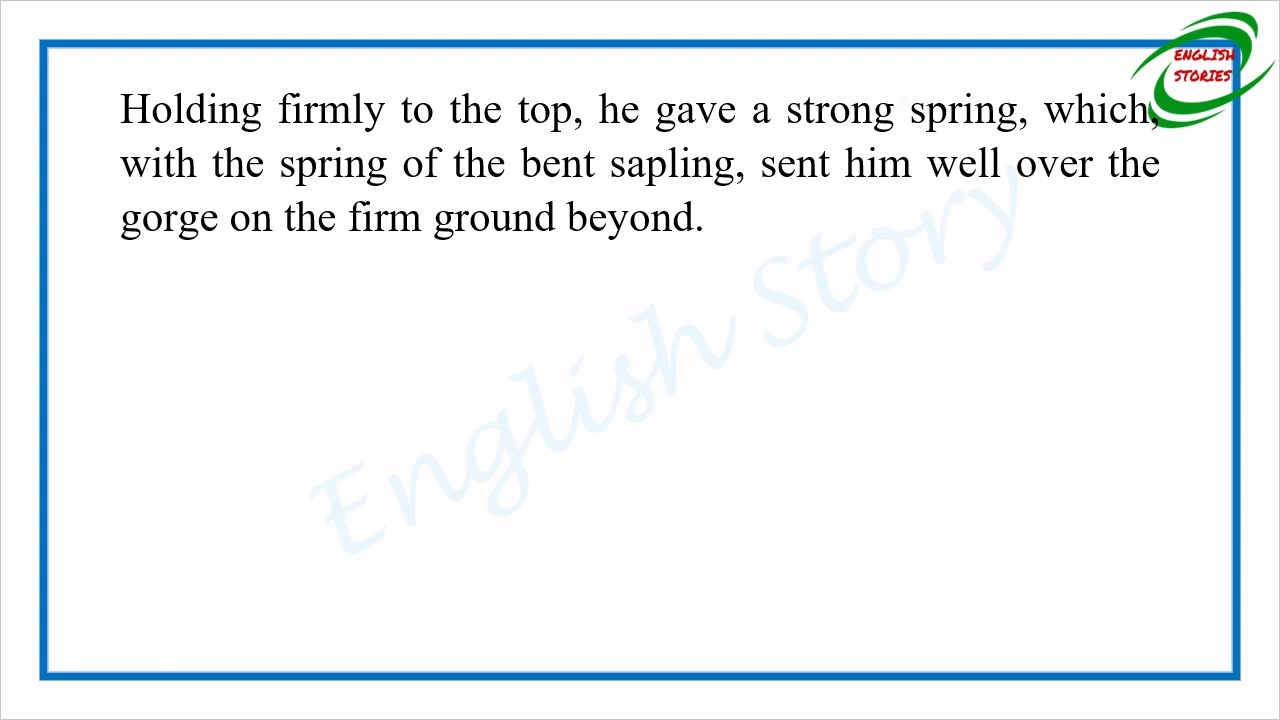 ENGLISH
STORIES
Holding firmly to the top, he gave a strong spring, which,
with the spring of the bent sapling, sent him well over the
gorge on the firm ground beyond.
English Story